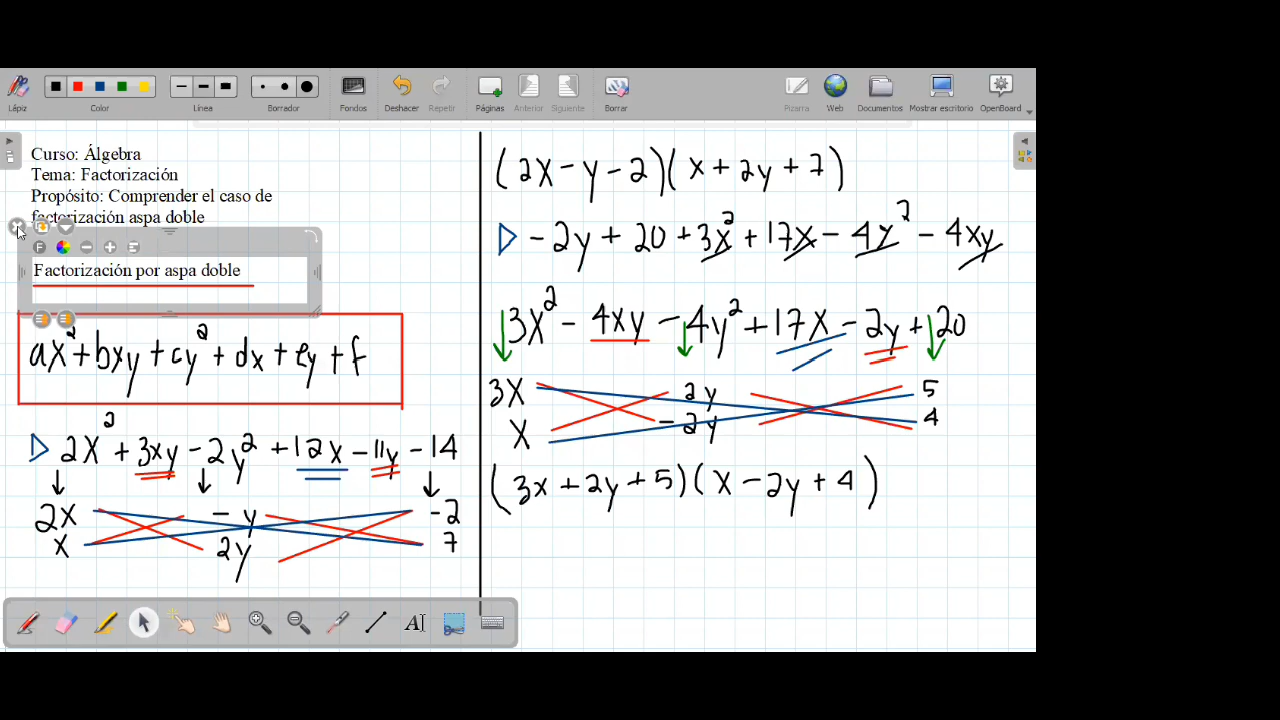 Lápiz Color Línea Borrador Fondos Deshacer Repetir Páginas Anterior Siguiente Borrar Pizarra Web Documentos Mostrar escritorio OpenBoard
Curso: Álgebra
Tema: Factorización
Propósito: Comprender el caso de
factorización aspa doble
F
Factorización por aspa doble
ax² + bxy + cy² + dx + ey + f
2x² + 3xy - 2y² + 12x - 11y - 14
2x - y -2
x 2y 7
(2x - y - 2)(x + 2y + 7)
-2y + 20 + 3x² + 17x - 4y² - 4xy
3x² - 4xy - 4y² + 17x - 2y + 20
3x 2y 5
x -2y 4
(3x + 2y + 5)(x - 2y + 4)
AI